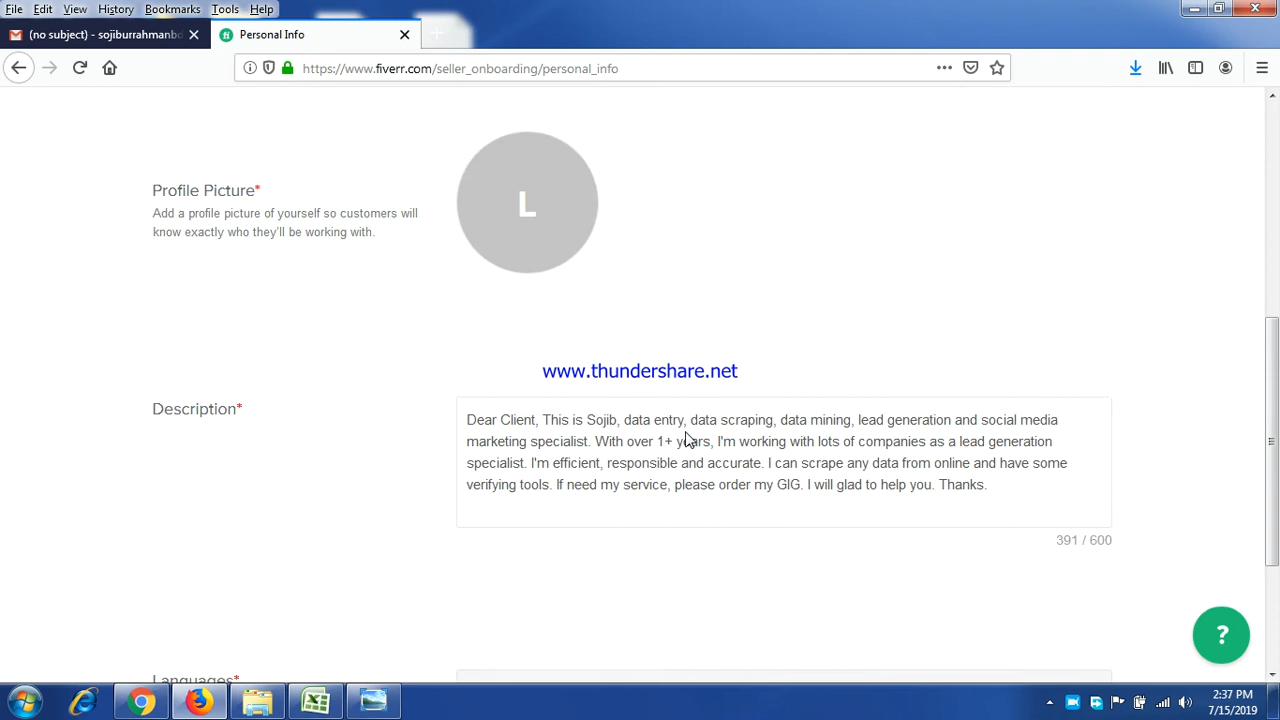 File Edit View History Bookmarks Tools Help
(no subject) - sojiburrahmanbd
Personal Info
https://www.fiverr.com/seller_onboarding/personal_info
L
Profile Picture*
Add a profile picture of yourself so customers will
know exactly who they'll be working with.
www.thundershare.net
Description*
Dear Client, This is Sojib, data entry, data scraping, data mining, lead generation and social media
marketing specialist. With over 1+ years, I'm working with lots of companies as a lead generation
specialist. I'm efficient, responsible and accurate. I can scrape any data from online and have some
verifying tools. If need my service, please order my GIG. I will glad to help you. Thanks.
391 / 600
?
Languages*
2:37 PM
7/15/2019